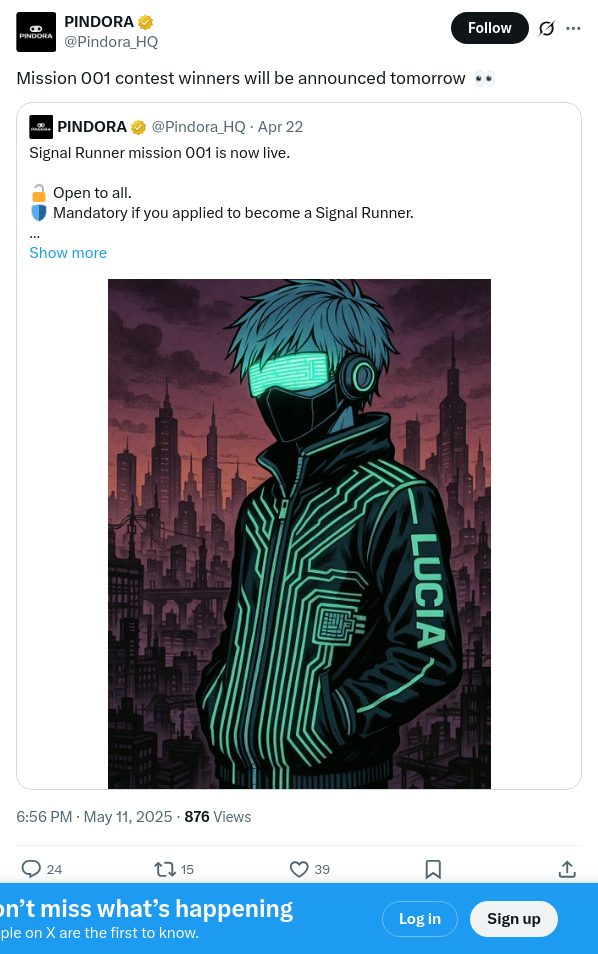 PINDORA
@Pindora_HQ
Follow
PINDORA
Mission 001 contest winners will be announced tomorrow 👀
PINDORA @Pindora_HQ · Apr 22
Signal Runner mission 001 is now live.
🔓 Open to all.
🛡️ Mandatory if you applied to become a Signal Runner.
...
Show more
LUCIA
6:56 PM · May 11, 2025 · 876 Views
24 15 39
on't miss what's happening
ple on X are the first to know.
Log in
Sign up